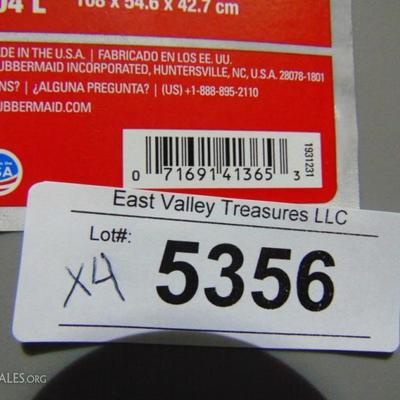 04 L
108 x 54.6 x 42.7 cm
MADE IN THE U.S.A. | FABRICADO EN LOS EE. UU.
UBBERMAID INCORPORATED, HUNTERSVILLE, NC, U.S.A. 28078-1801
ONS? | ¿ALGUNA PREGUNTA? | (US) +1-888-895-2110
UBBERMAID.COM
1931231
0 71691 41365 3
East Valley Treasures LLC
Lot#:
x4
5356
ALES.ORG